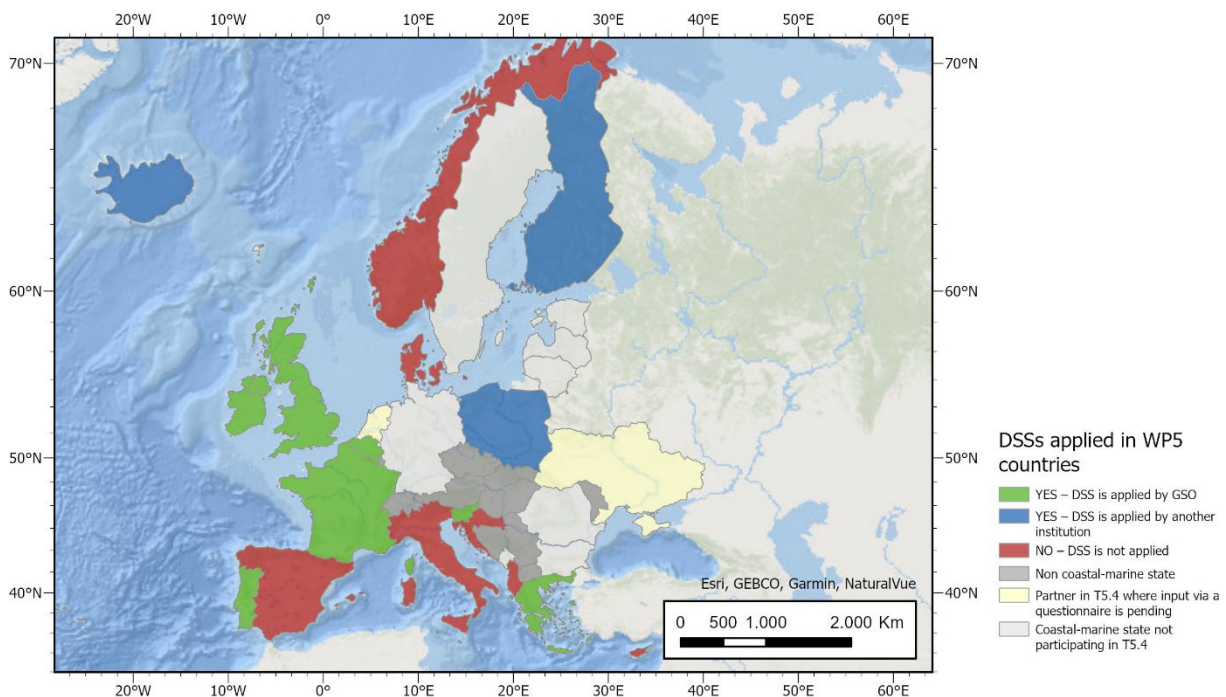 20°W 10°W 0° 10°E 20°E 30°E 40°E 50°E 60°E
70°N 70°N
60°N 60°N
50°N 50°N
40°N 40°N
DSSs applied in WP5
countries
YES – DSS is applied by GSO
YES – DSS is applied by another
institution
NO – DSS is not applied
Non coastal-marine state
Partner in T5.4 where input via a
questionnaire is pending
Coastal-marine state not
participating in T5.4
Esri, GEBCO, Garmin, NaturalVue
0 500 1.000 2.000 Km
20°W 10°W 0° 10°E 20°E 30°E 40°E 50°E 60°E